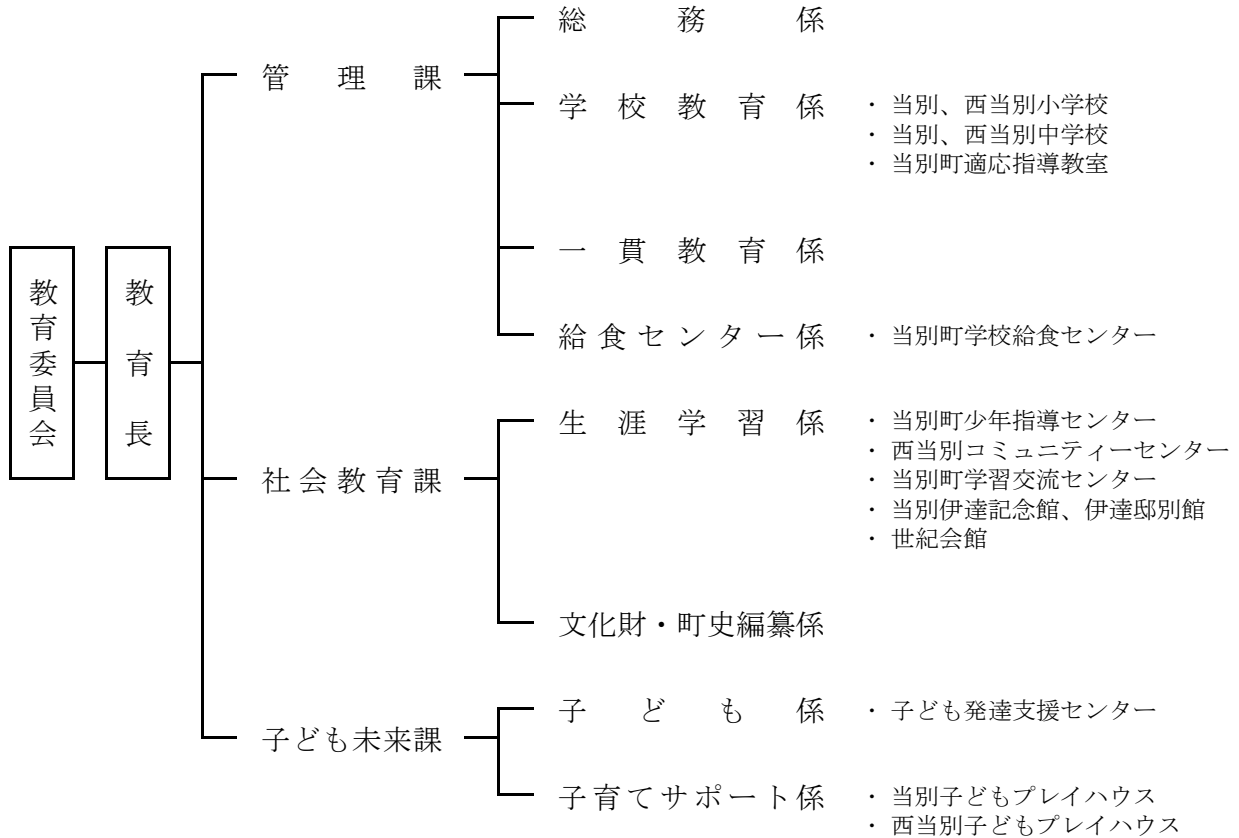 教育委員会
教育長
管理課
総務係
学校教育係
・ 当別、西当別小学校
・ 当別、西当別中学校
・ 当別町適応指導教室
一貫教育係
給食センター係
・ 当別町学校給食センター
社会教育課
生涯学習係
・ 当別町少年指導センター
・ 西当別コミュニティーセンター
・ 当別町学習交流センター
・ 当別伊達記念館、伊達邸別館
・ 世紀会館
文化財・町史編纂係
子ども未来課
子ども係
・ 子ども発達支援センター
子育てサポート係
・ 当別子どもプレイハウス
・ 西当別子どもプレイハウス